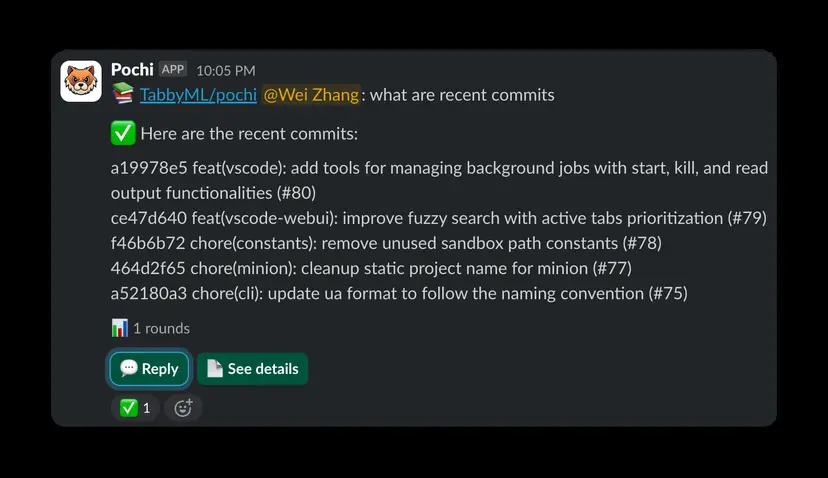 Pochi APP 10:05 PM
TabbyML/pochi @Wei Zhang: what are recent commits
Here are the recent commits:
a19978e5 feat(vscode): add tools for managing background jobs with start, kill, and read
output functionalities (#80)
ce47d640 feat(vscode-webui): improve fuzzy search with active tabs prioritization (#79)
f46b6b72 chore(constants): remove unused sandbox path constants (#78)
464d2f65 chore(minion): cleanup static project name for minion (#77)
a52180a3 chore(cli): update ua format to follow the naming convention (#75)
1 rounds
Reply See details
1